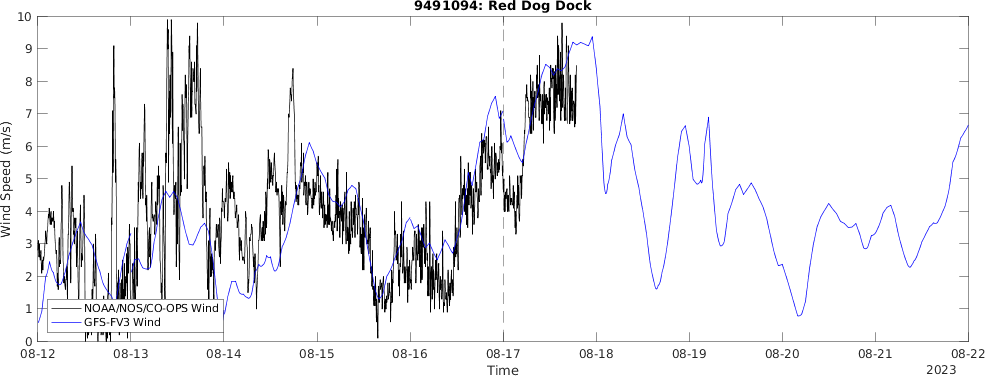 9491094: Red Dog Dock
Wind Speed (m/s)
10
9
8
7
6
5
4
3
2
1
0
NOAA/NOS/CO-OPS Wind
GFS-FV3 Wind
08-12 08-13 08-14 08-15 08-16 08-17 08-18 08-19 08-20 08-21 08-22
Time
2023